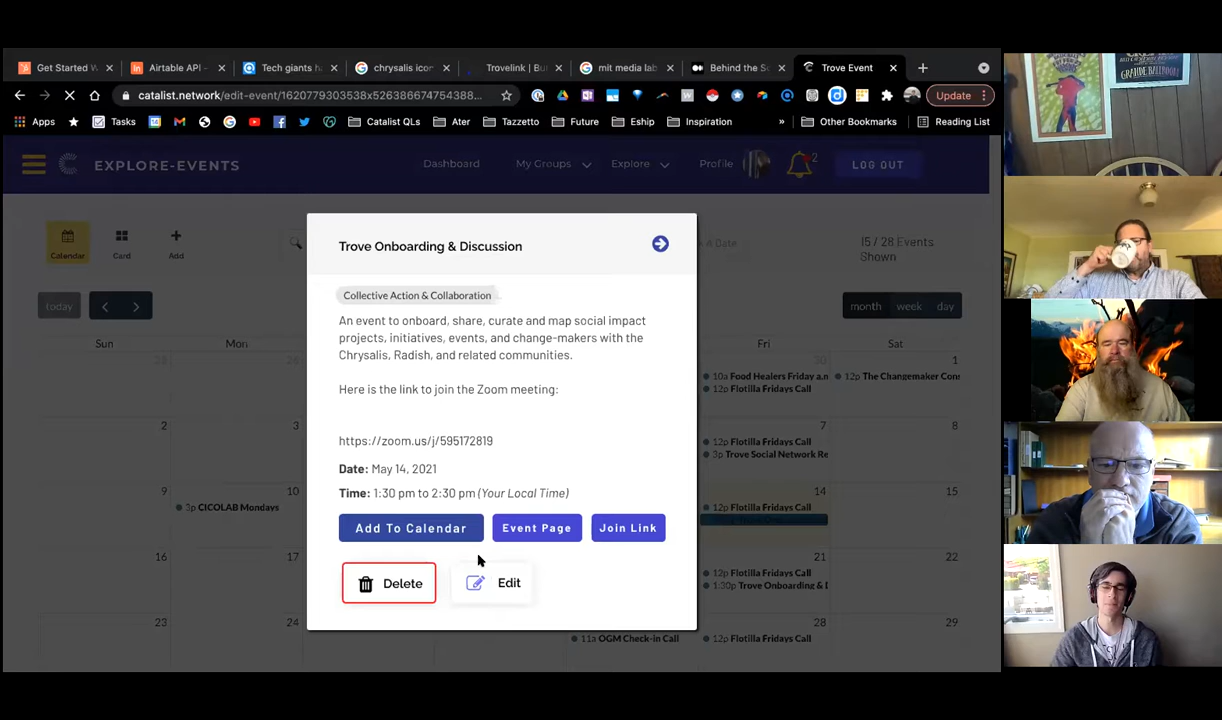 Get Started W
Airtable API -
Tech giants h
chrysalis icon
Trovelink | Bu
mit media lab
Behind the Sc
Trove Event
catalist.network/edit-event/1620779303538x526386674754388...
Update
Apps
Tasks
Catalist QLs
Ater
Tazzetto
Future
Eship
Inspiration
»
Other Bookmarks
Reading List
EXPLORE-EVENTS
Dashboard
My Groups
Explore
Profile
2
LOG OUT
Calendar
Card
Add
A Date
15 / 28 Events
Shown
today
month week day
Sun
Mon
Fri
Sat
30
1
10a Food Healers Friday a.n
12p Flotilla Fridays Call
12p The Changemaker Cons
2
3
7
8
12p Flotilla Fridays Call
3p Trove Social Network Re
9
10
14
15
3p CICOLAB Mondays
12p Flotilla Fridays Call
16
17
21
22
12p Flotilla Fridays Call
1:30p Trove Onboarding & D
23
24
28
29
11a OGM Check-in Call
12p Flotilla Fridays Call
Trove Onboarding & Discussion
Collective Action & Collaboration
An event to onboard, share, curate and map social impact
projects, initiatives, events, and change-makers with the
Chrysalis, Radish, and related communities.
Here is the link to join the Zoom meeting:
https://zoom.us/j/595172819
Date: May 14, 2021
Time: 1:30 pm to 2:30 pm (Your Local Time)
Add To Calendar
Event Page
Join Link
Delete
Edit
GRANDE BALLROOM